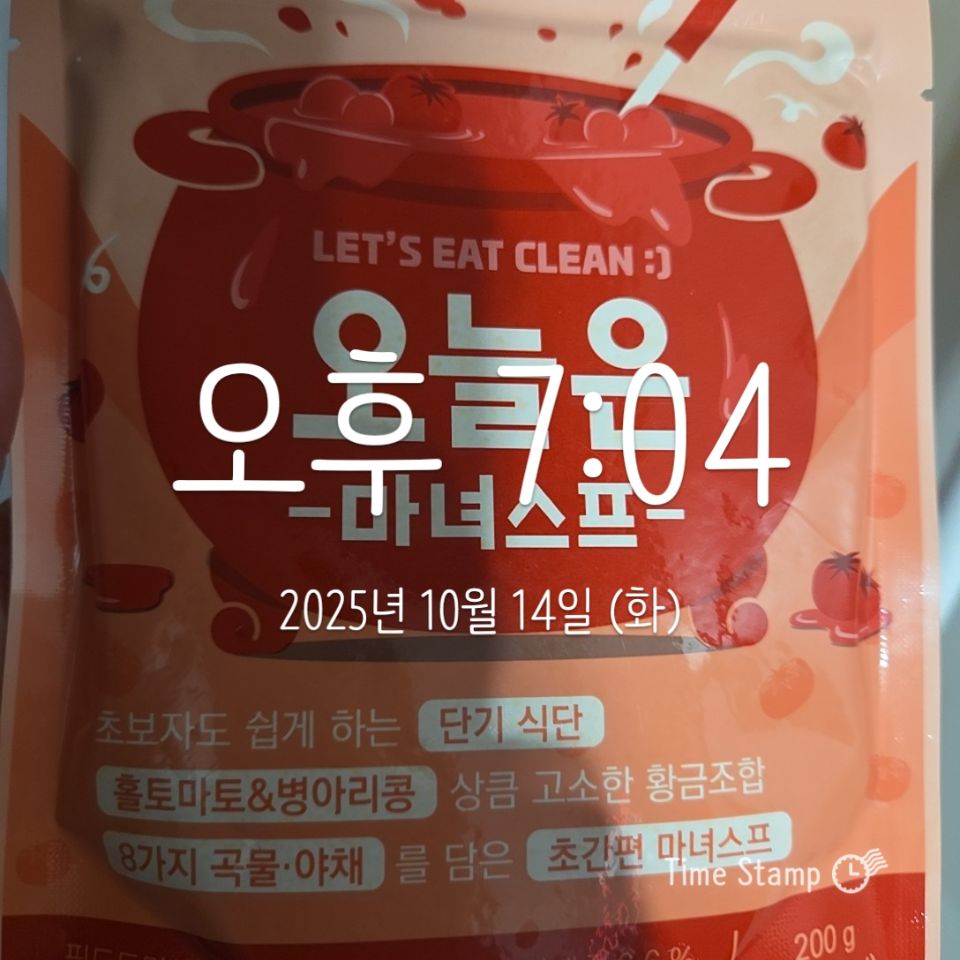 LET'S EAT CLEAN :)
오늘은
오후 7:04
-마녀스프-
2025년 10월 14일 (화)
초보자도 쉽게 하는 단기 식단
홀토마토&병아리콩 상큼 고소한 황금조합
8가지 곡물·야채 를 담은 초간편 마녀스프
Time Stamp
200 g